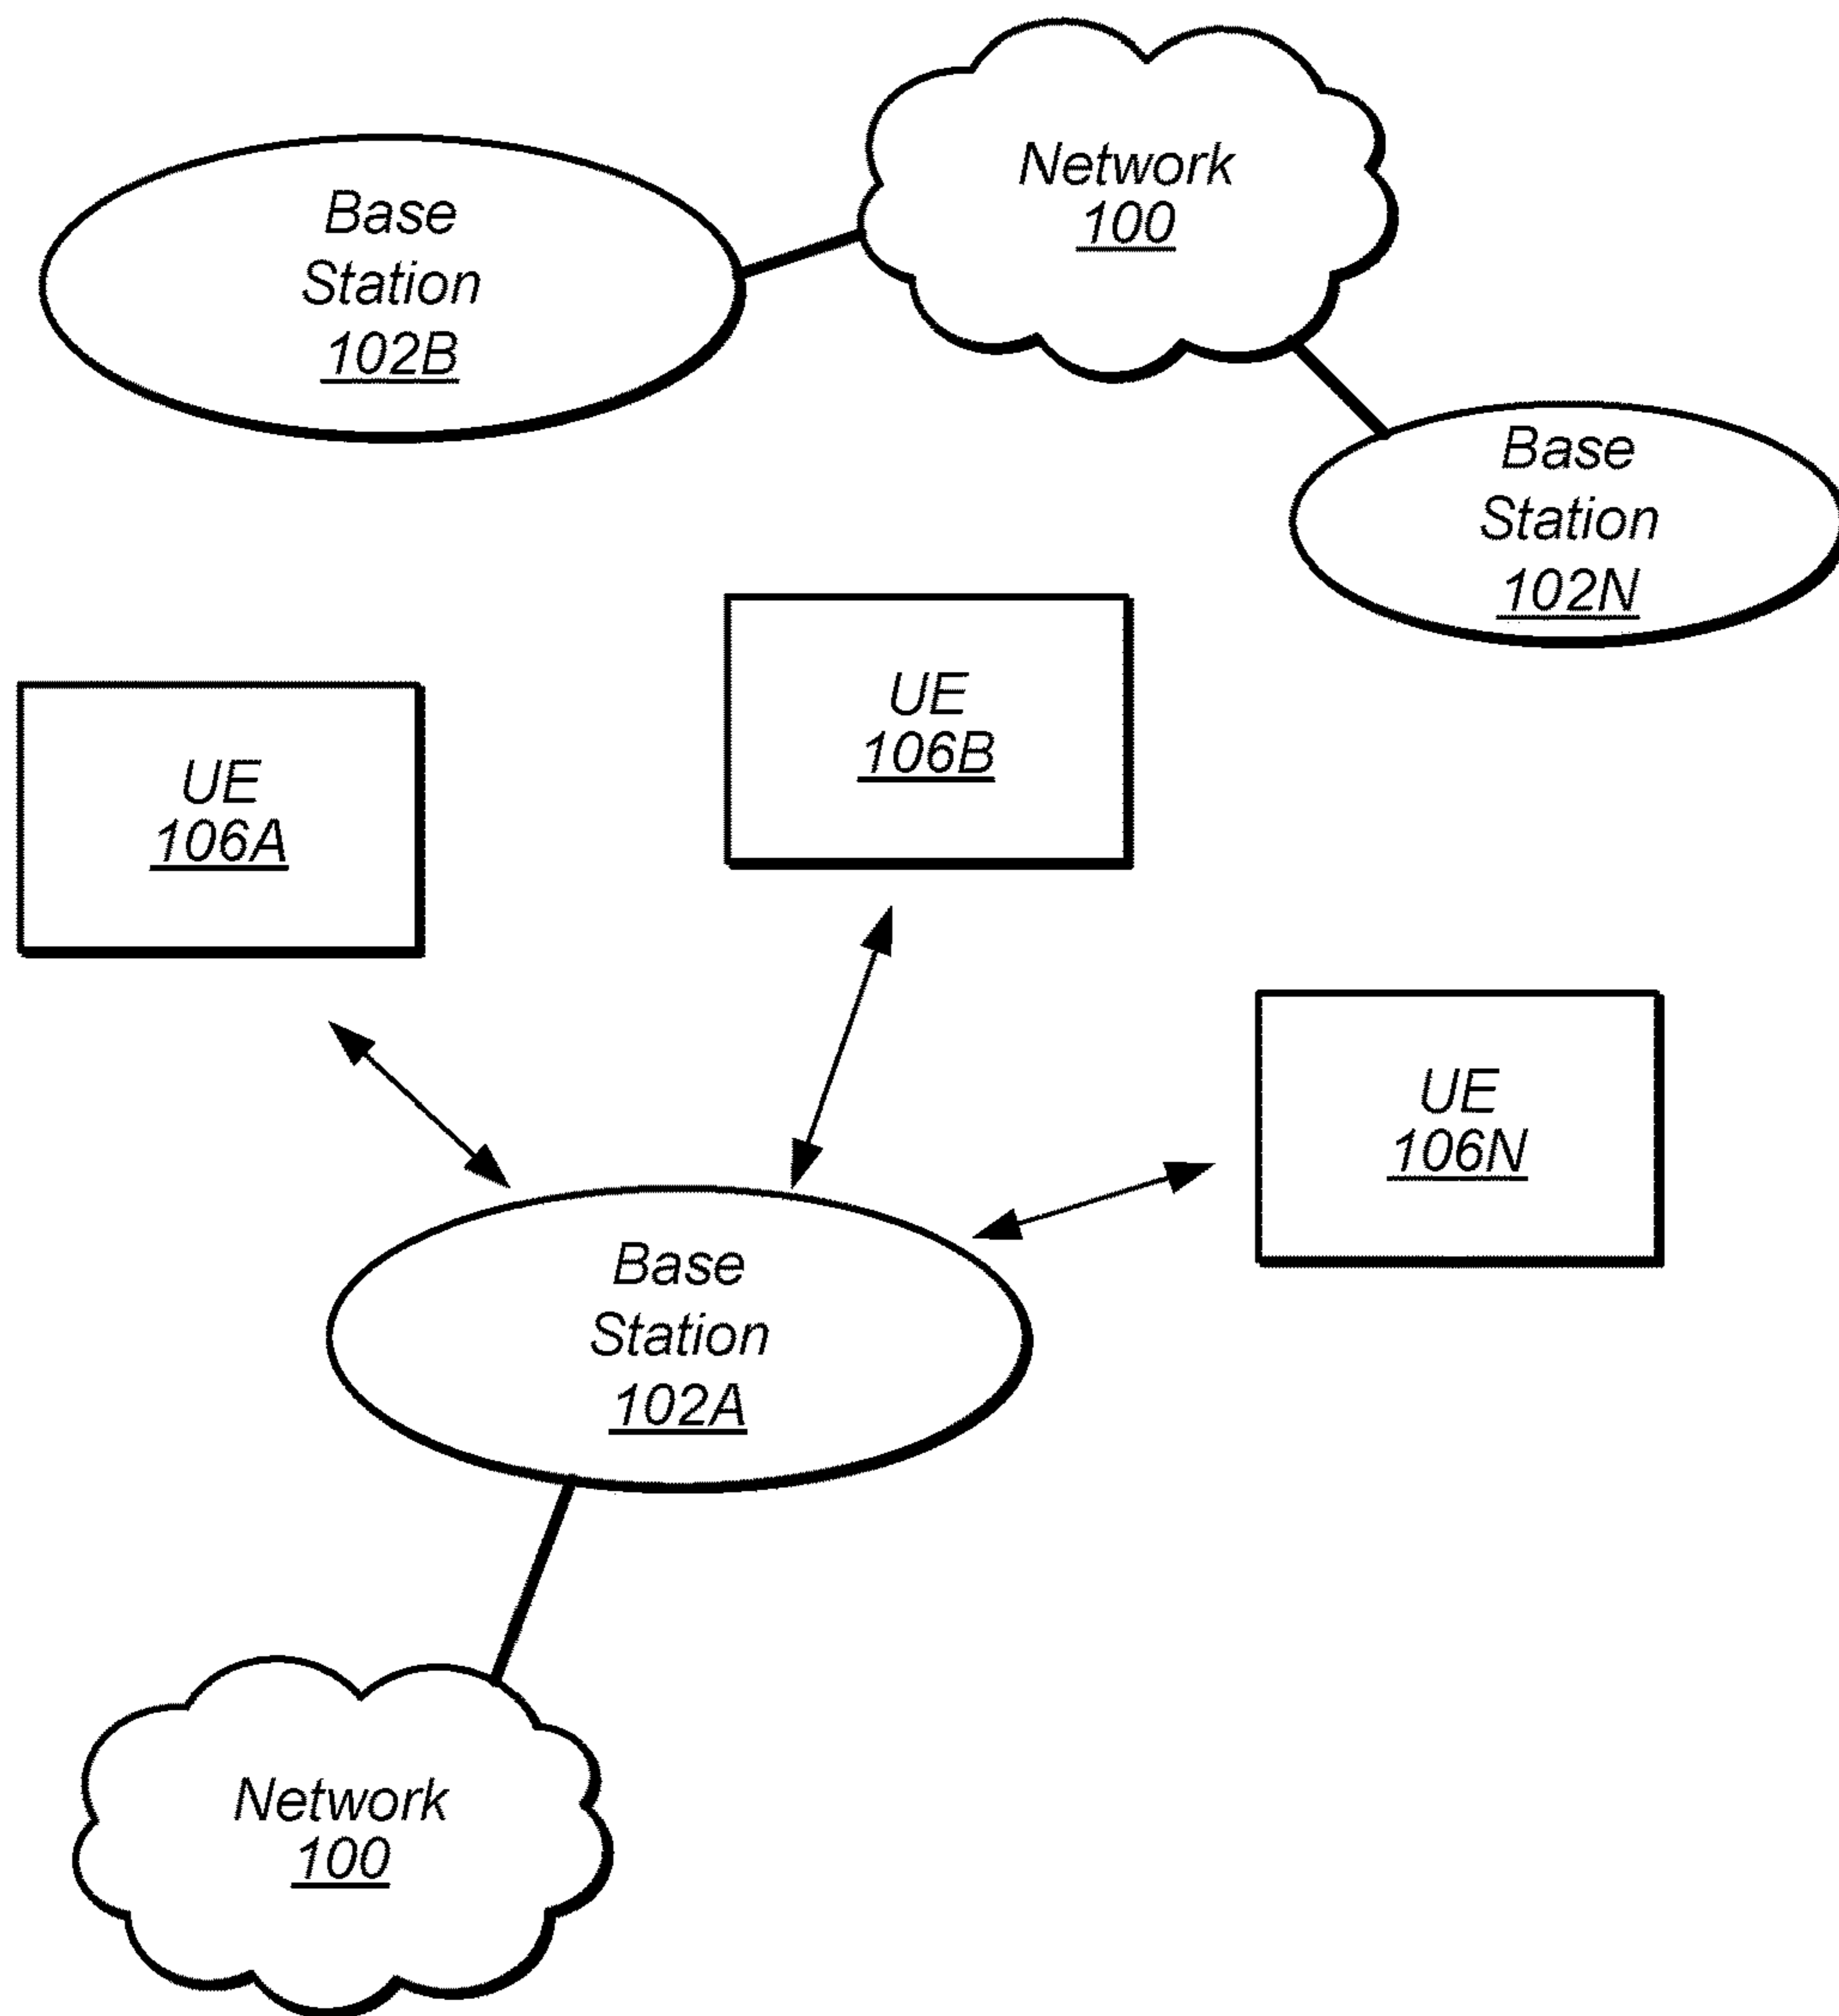 Network
100
Base
Station
102B
Base
Station
102N
UE
106B
UE
106A
UE
106N
Base
Station
102A
Network
100